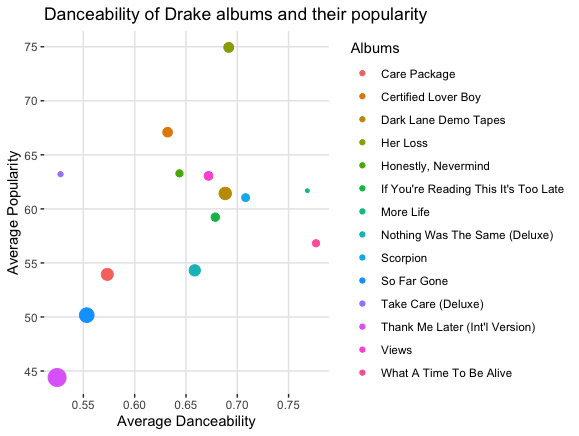 Danceability of Drake albums and their popularity
Average Popularity
75
70
65
60
55
50
45
0.55 0.60 0.65 0.70 0.75
Average Danceability
Albums
Care Package
Certified Lover Boy
Dark Lane Demo Tapes
Her Loss
Honestly, Nevermind
If You're Reading This It's Too Late
More Life
Nothing Was The Same (Deluxe)
Scorpion
So Far Gone
Take Care (Deluxe)
Thank Me Later (Int'l Version)
Views
What A Time To Be Alive